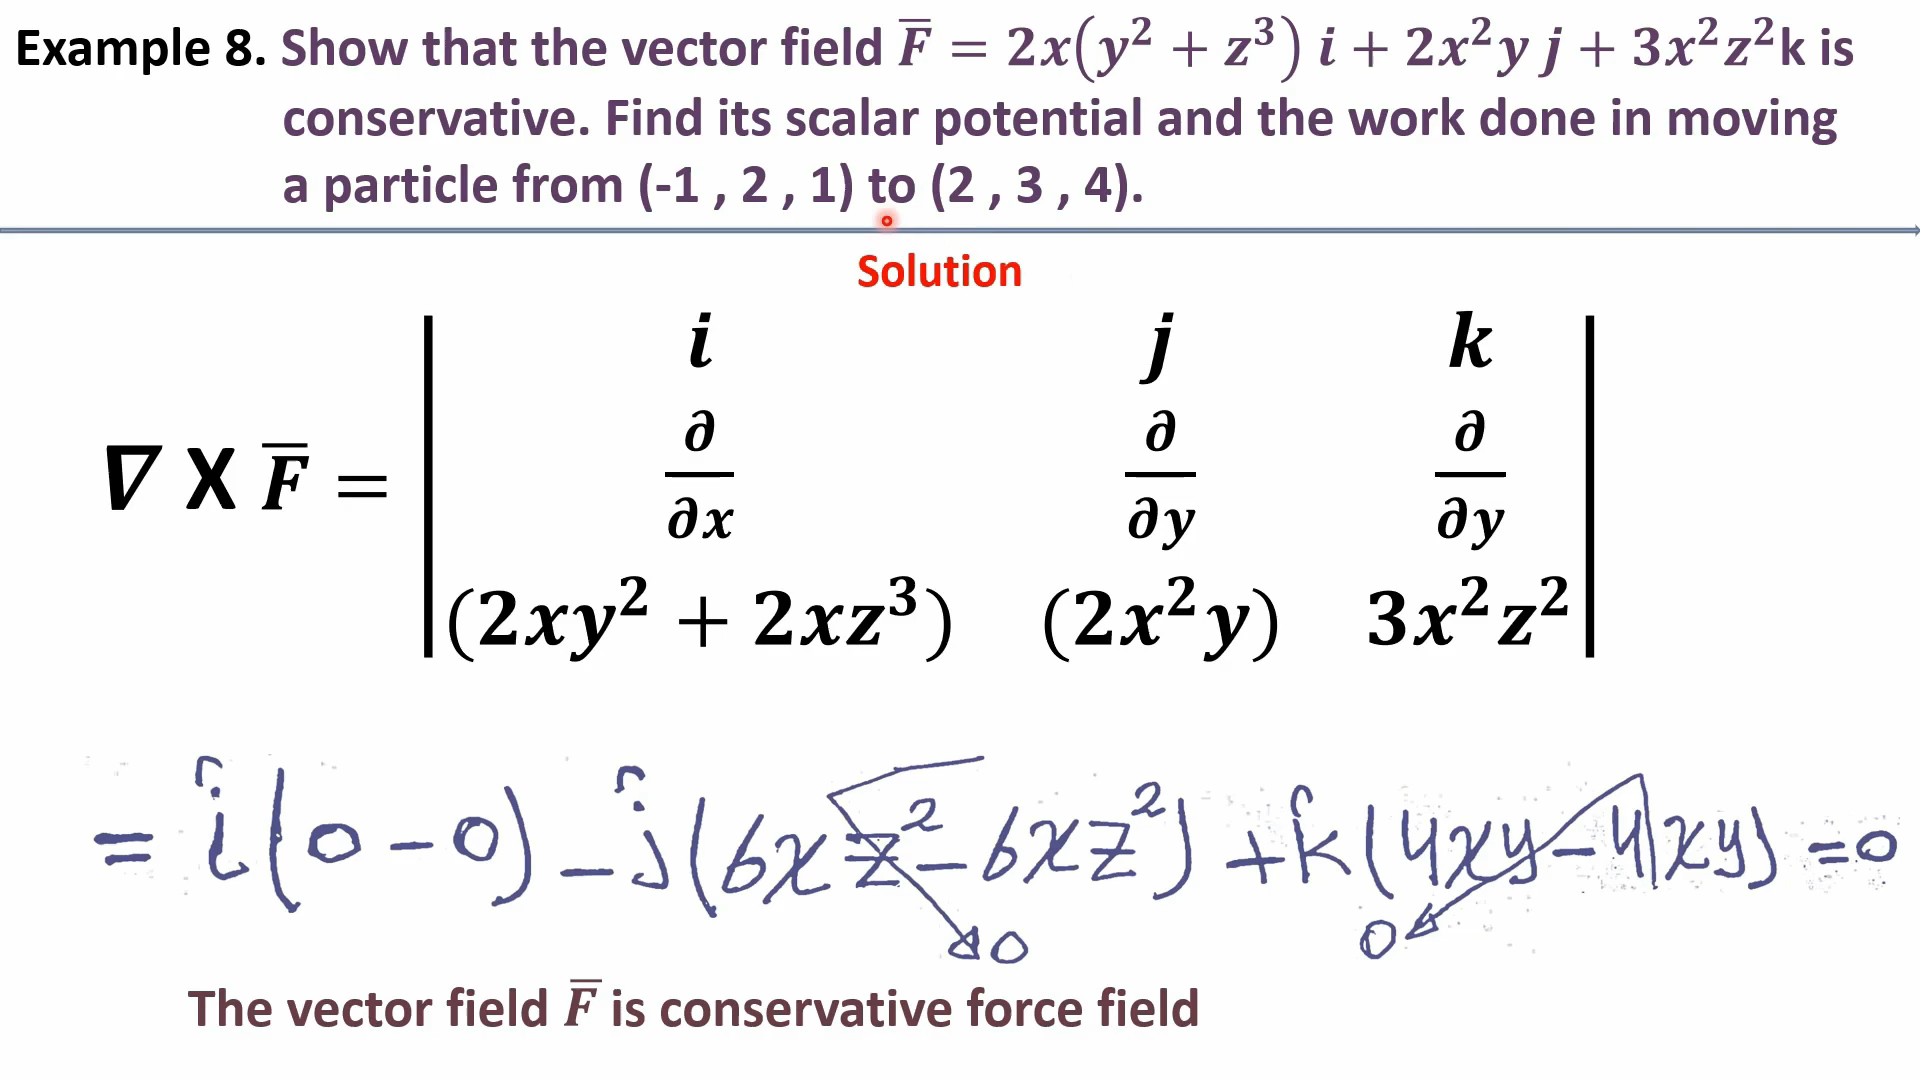 Example 8. Show that the vector field F̅ = 2x(y² + z³) i + 2x²y j + 3x²z²k is
conservative. Find its scalar potential and the work done in moving
a particle from (-1 , 2 , 1) to (2 , 3 , 4).
Solution
i j k
∂/∂x ∂/∂y ∂/∂y
∇ X F̅ =
(2xy² + 2xz³) (2x²y) 3x²z²
= î(0 - 0) - ĵ(6xz² - 6xz²) + k̂(4xy - 4xy) = 0
0 0
The vector field F̅ is conservative force field